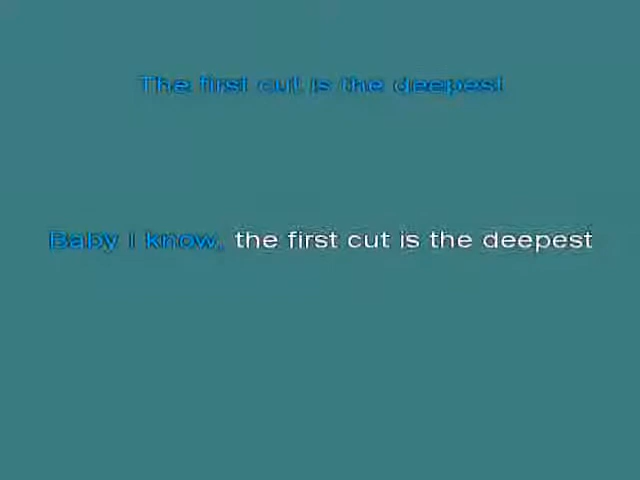 The first cut is the deepest
Baby I know, the first cut is the deepest